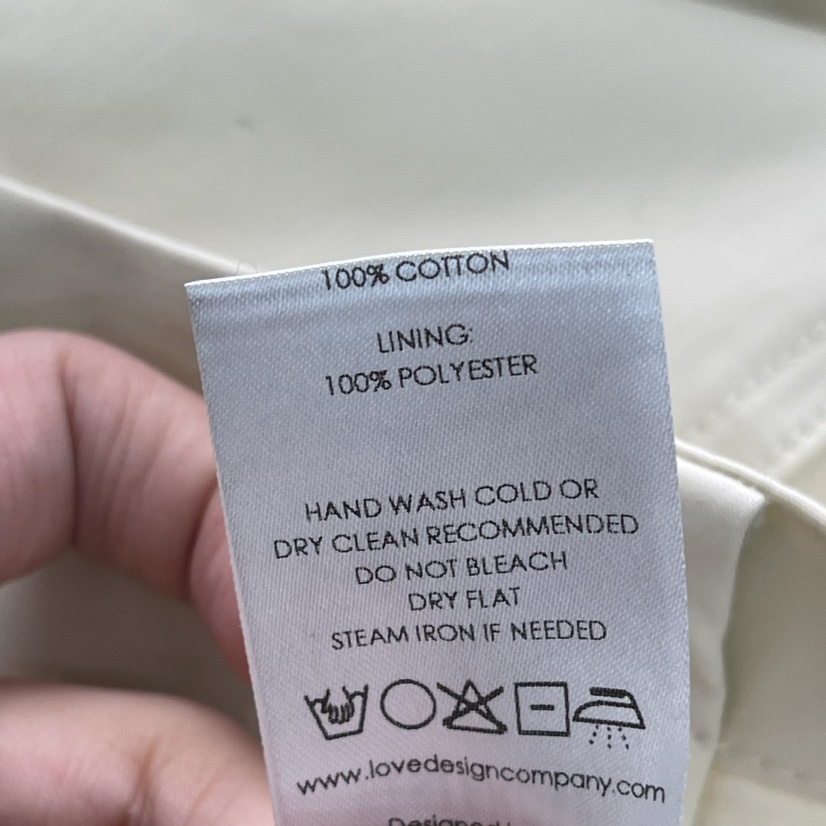 100% COTTON
LINING:
100% POLYESTER
HAND WASH COLD OR
DRY CLEAN RECOMMENDED
DO NOT BLEACH
DRY FLAT
STEAM IRON IF NEEDED
www.lovedesigncompany.com
Designed